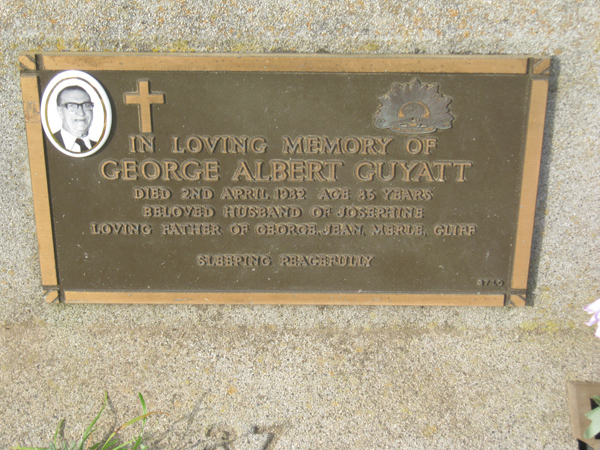 IN LOVING MEMORY OF
GEORGE ALBERT GUYATT
DIED 2ND APRIL 1982 AGE 85 YEARS
BELOVED HUSBAND OF JOSEPHINE
LOVING FATHER OF GEORGE, JEAN, MERLE, CLIFF
SLEEPING PEACEFULLY